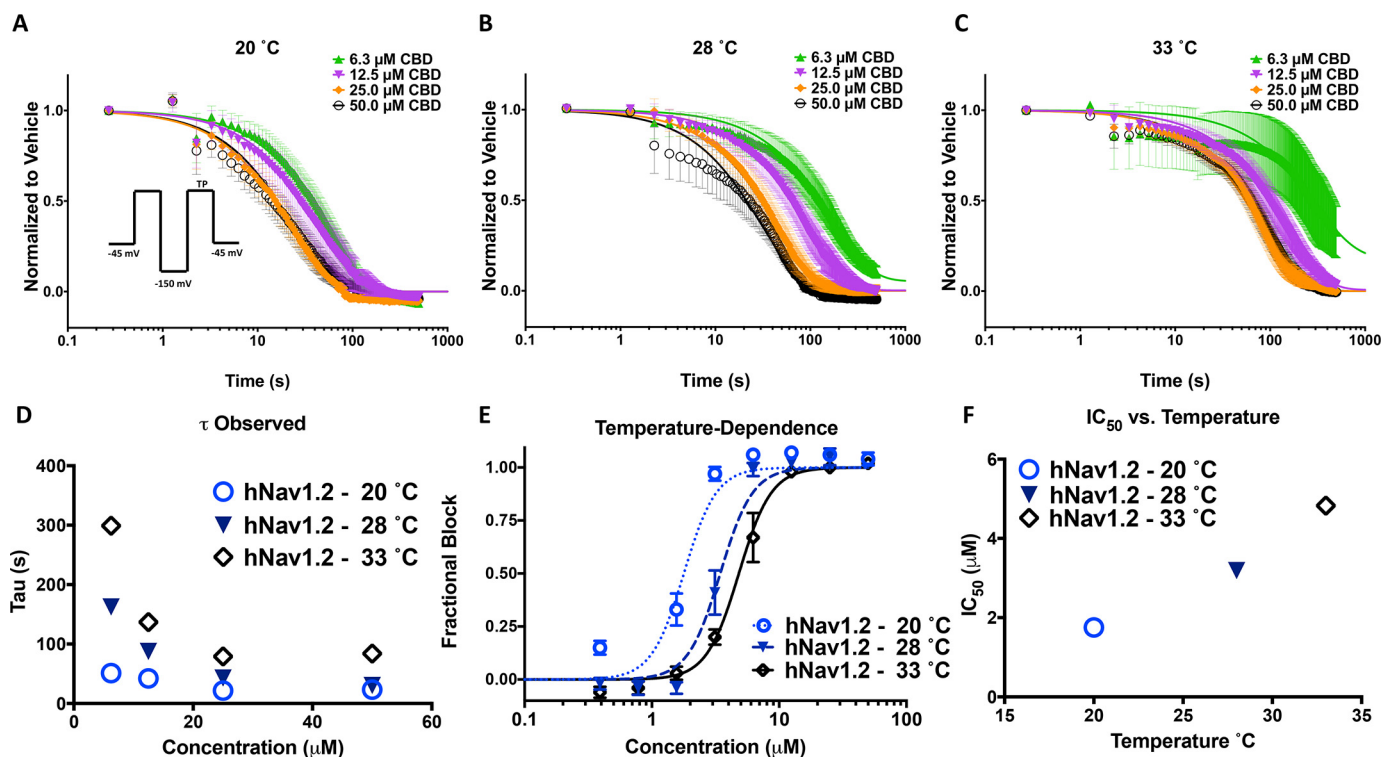 A
20 ˚C
6.3 µM CBD
12.5 µM CBD
25.0 µM CBD
50.0 µM CBD
Normalized to Vehicle
1.0
0.5
0.0
TP
-45 mV
-45 mV
-150 mV
0.1 1 10 100 1000
Time (s)
B
28 ˚C
6.3 µM CBD
12.5 µM CBD
25.0 µM CBD
50.0 µM CBD
Normalized to Vehicle
1.0
0.5
0.0
0.1 1 10 100 1000
Time (s)
C
33 ˚C
6.3 µM CBD
12.5 µM CBD
25.0 µM CBD
50.0 µM CBD
Normalized to Vehicle
1.0
0.5
0.0
0.1 1 10 100 1000
Time (s)
D
τ Observed
hNav1.2 - 20 ˚C
hNav1.2 - 28 ˚C
hNav1.2 - 33 ˚C
Tau (s)
400
300
200
100
0
0 20 40 60
Concentration (µM)
E
Temperature-Dependence
Fractional Block
1.00
0.75
0.50
0.25
0.00
hNav1.2 - 20 ˚C
hNav1.2 - 28 ˚C
hNav1.2 - 33 ˚C
0.1 1 10 100
Concentration (µM)
F
IC50 vs. Temperature
hNav1.2 - 20 ˚C
hNav1.2 - 28 ˚C
hNav1.2 - 33 ˚C
IC50 (µM)
6
4
2
0
15 20 25 30 35
Temperature ˚C